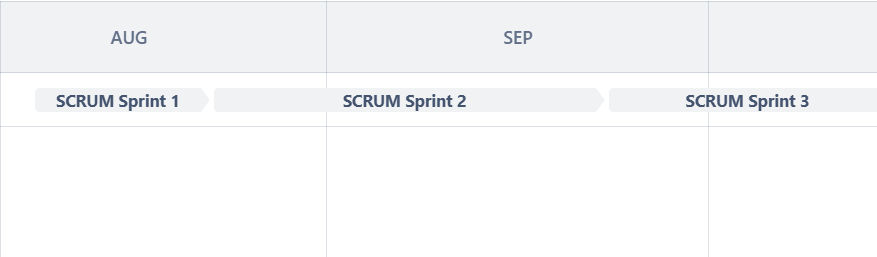 AUG
SEP
SCRUM Sprint 1
SCRUM Sprint 2
SCRUM Sprint 3